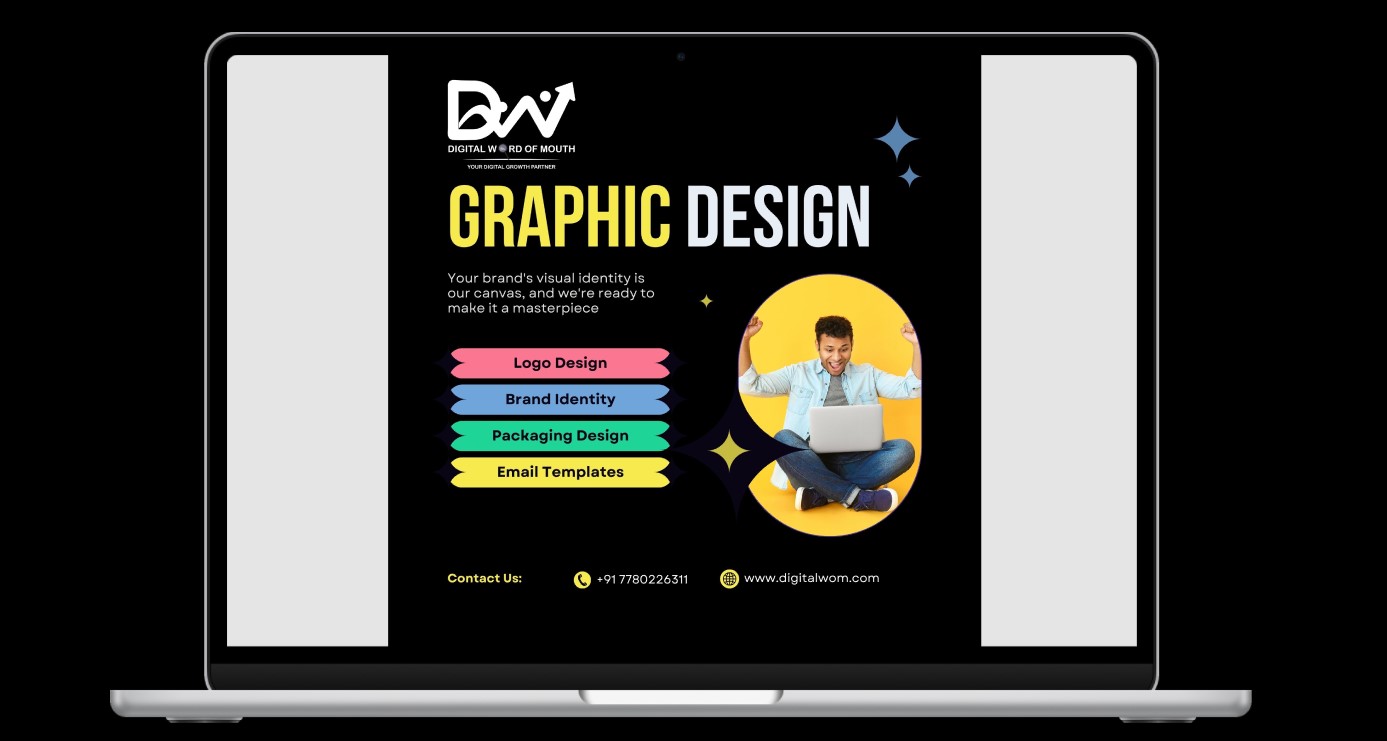 DIGITAL WORD OF MOUTH
YOUR DIGITAL GROWTH PARTNER
GRAPHIC DESIGN
Your brand's visual identity is
our canvas, and we're ready to
make it a masterpiece
Logo Design
Brand Identity
Packaging Design
Email Templates
Contact Us:
+91 7780226311
www.digitalwom.com